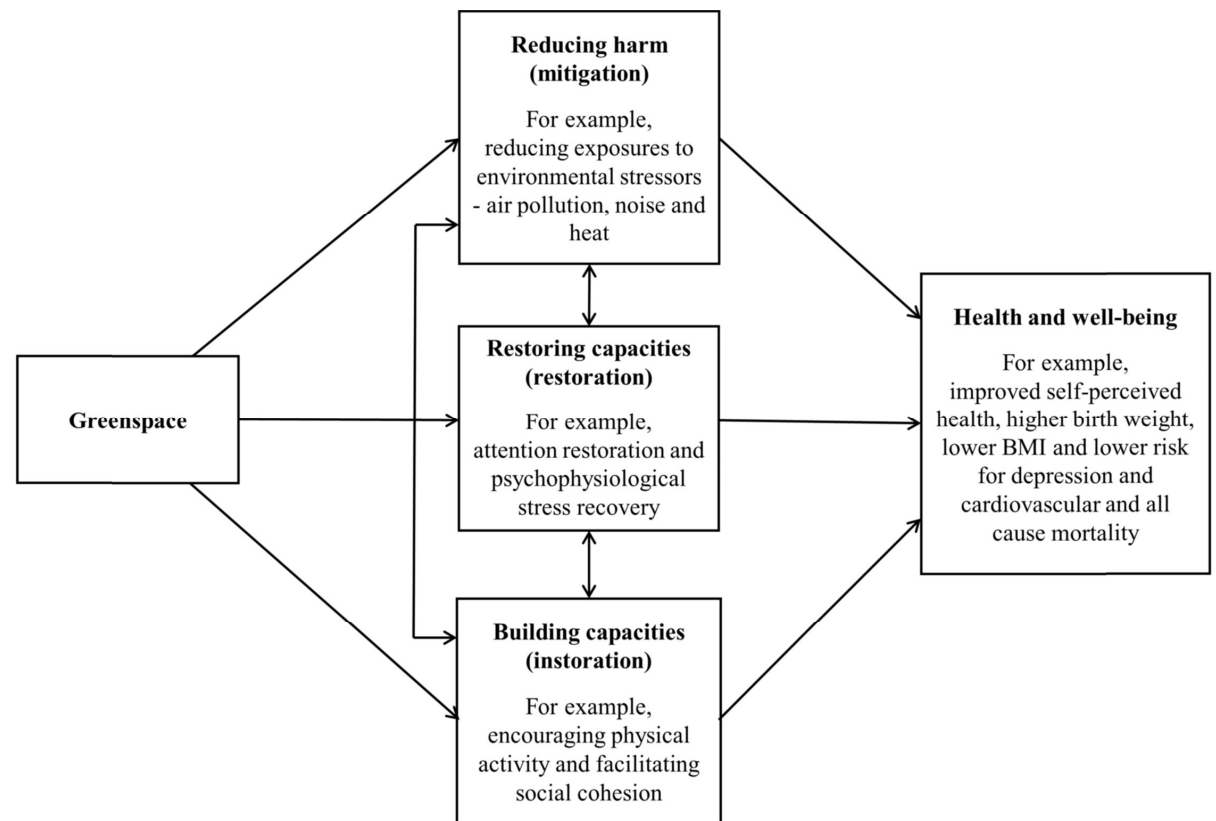 Reducing harm
(mitigation)
For example,
reducing exposures to
environmental stressors
- air pollution, noise and
heat
Greenspace
Restoring capacities
(restoration)
For example,
attention restoration and
psychophysiological
stress recovery
Building capacities
(instoration)
For example,
encouraging physical
activity and facilitating
social cohesion
Health and well-being
For example,
improved self-perceived
health, higher birth weight,
lower BMI and lower risk
for depression and
cardiovascular and all
cause mortality